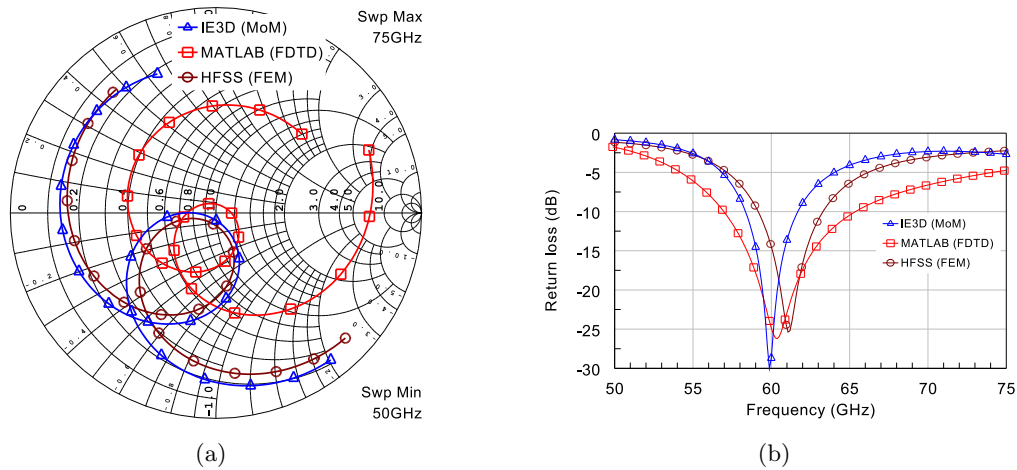 Swp Max
75GHz
IE3D (MoM)
MATLAB (FDTD)
HFSS (FEM)
0.2
0.6
0.8
1.0
2.0
3.0
4.0
5.0
10.0
-1.0
Swp Min
50GHz
(a)
0
-5
-10
-15
-20
-25
-30
Return loss (dB)
IE3D (MoM)
MATLAB (FDTD)
HFSS (FEM)
50
55
60
65
70
75
Frequency (GHz)
(b)